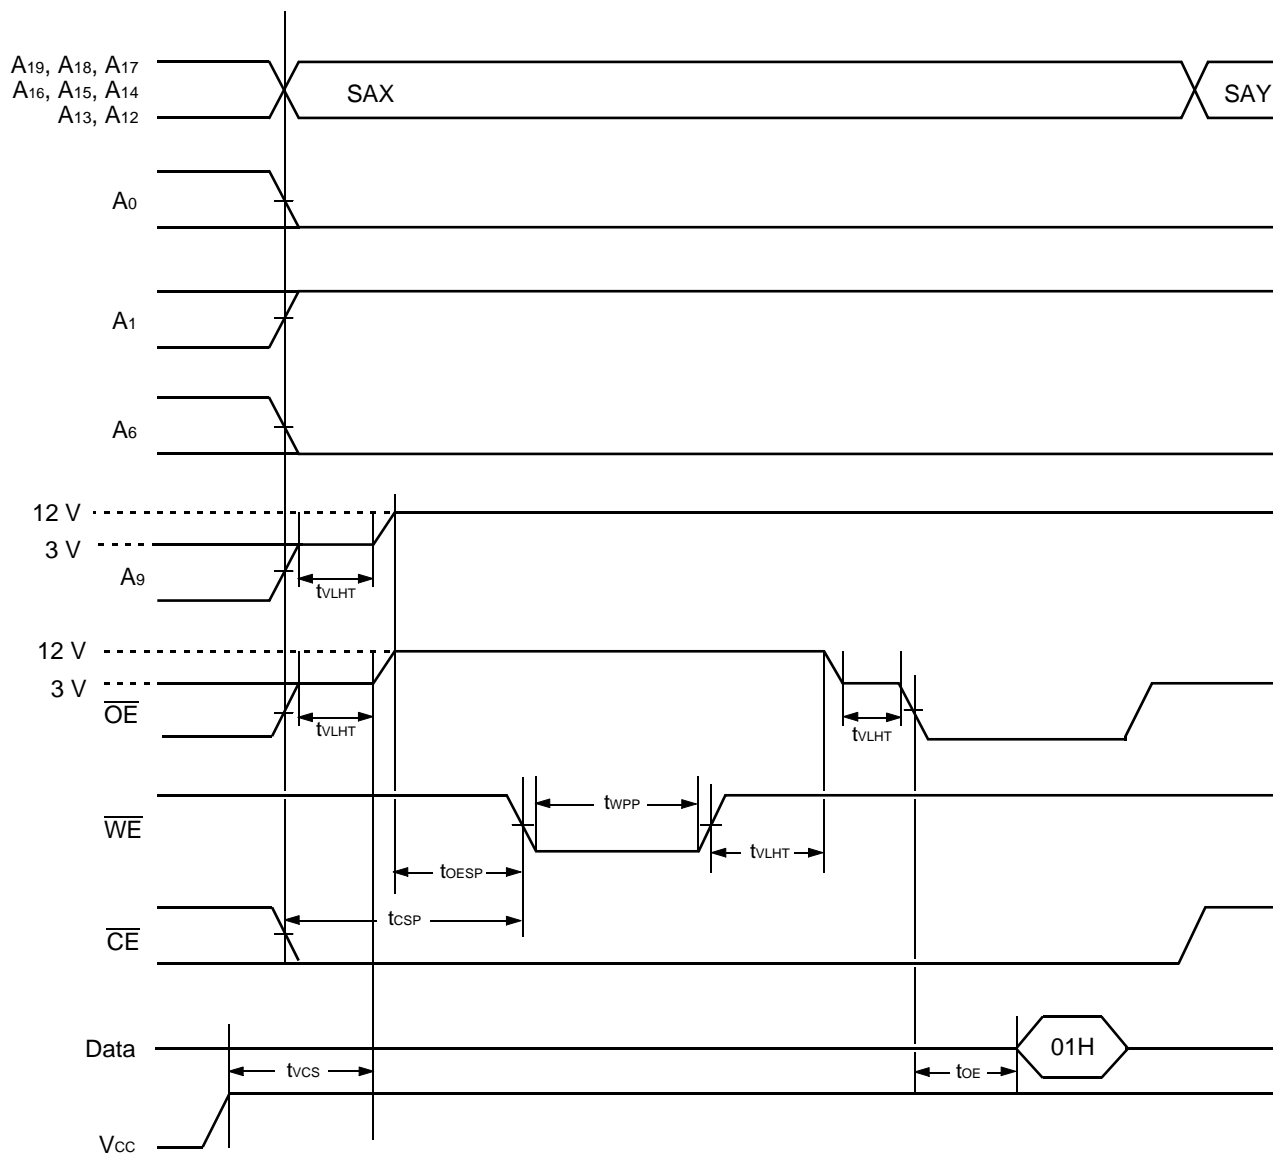 A19, A18, A17
A16, A15, A14
A13, A12
SAX
SAY
A0
A1
A6
12 V
3 V
A9
tVLHT
12 V
3 V
OE
tVLHT
tVLHT
WE
tWPP
tVLHT
tOESP
tCSP
CE
Data
01H
tVCS
tOE
VCC